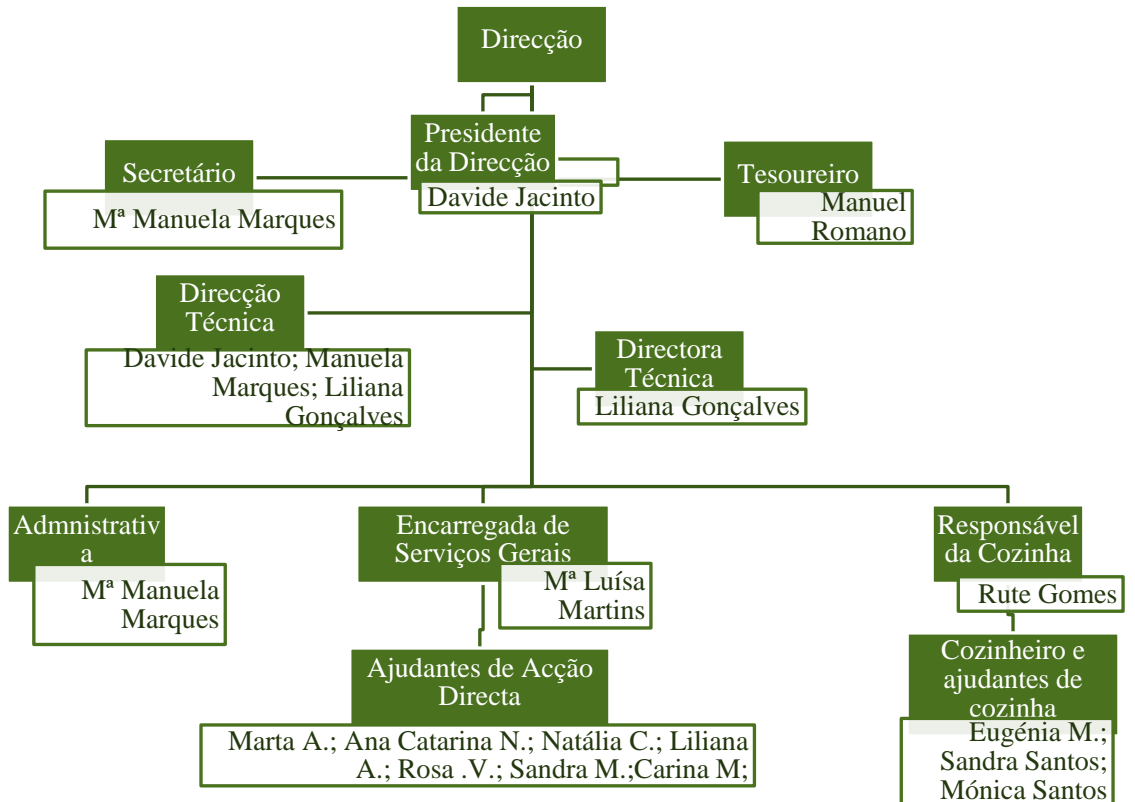 Direcção
Presidente
da Direcção
Davide Jacinto
Secretário
Mª Manuela Marques
Tesoureiro
Manuel
Romano
Direcção
Técnica
Davide Jacinto; Manuela
Marques; Liliana
Gonçalves
Directora
Técnica
Liliana Gonçalves
Admnistrativ
a
Mª Manuela
Marques
Encarregada de
Serviços Gerais
Mª Luísa
Martins
Ajudantes de Acção
Directa
Marta A.; Ana Catarina N.; Natália C.; Liliana
A.; Rosa .V.; Sandra M.;Carina M;
Responsável
da Cozinha
Rute Gomes
Cozinheiro e
ajudantes de
cozinha
Eugénia M.;
Sandra Santos;
Mónica Santos